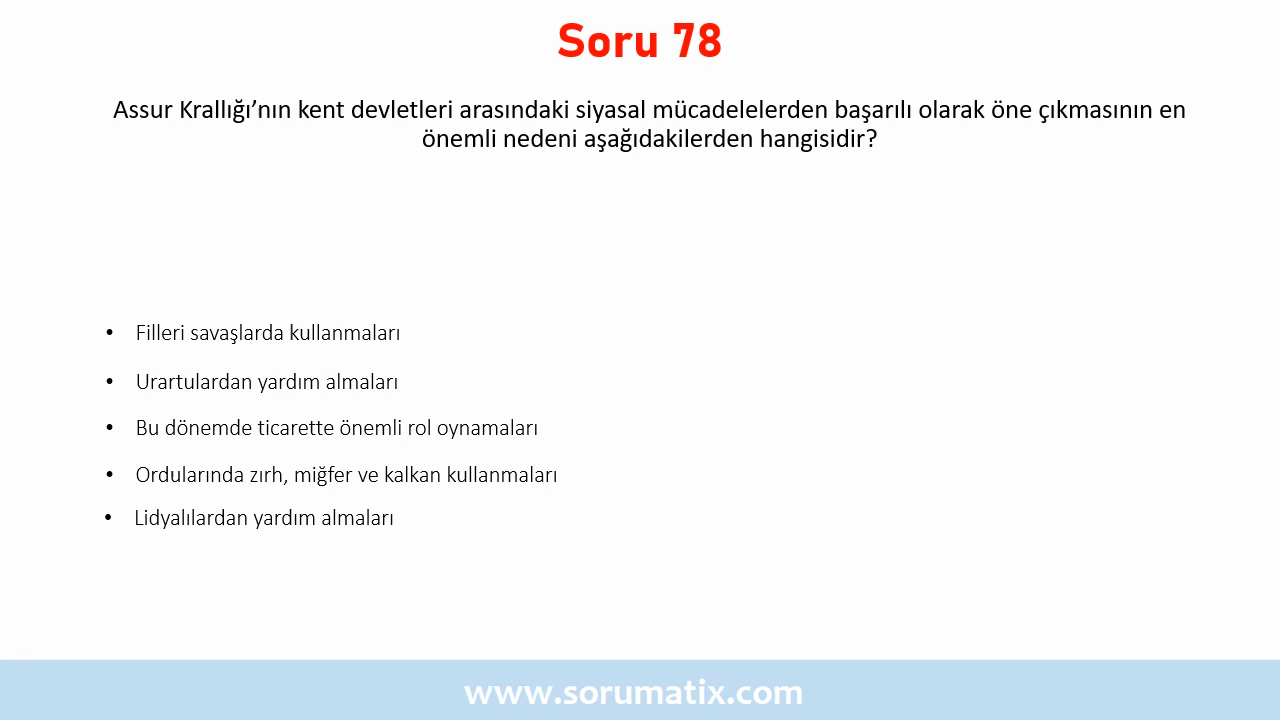 Soru 78
Assur Krallığı’nın kent devletleri arasındaki siyasal mücadelelerden başarılı olarak öne çıkmasının en
önemli nedeni aşağıdakilerden hangisidir?
• Filleri savaşlarda kullanmaları
• Urartulardan yardım almaları
• Bu dönemde ticarette önemli rol oynamaları
• Ordularında zırh, miğfer ve kalkan kullanmaları
• Lidyalılardan yardım almaları
www.sorumatix.com